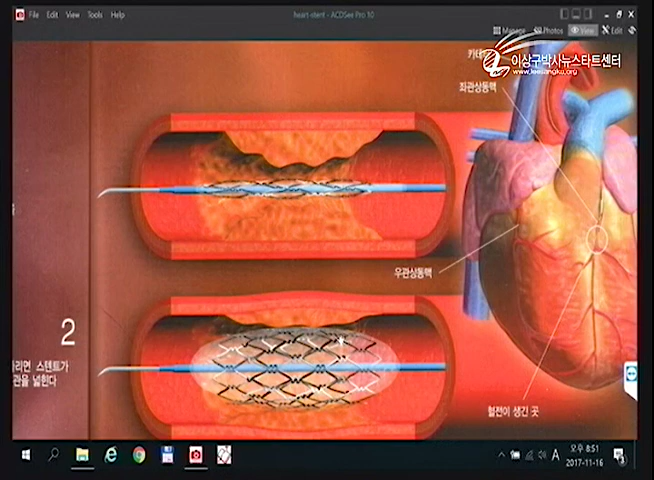 File Edit View Tools Help
heart-stent - ACDSee Pro 10
Manage Photos View Edit
이상구박사뉴스타트센터
www.leesangku.org
좌관상동맥
우관상동맥
2
리면 스텐트가
관을 넓힌다
혈전이 생긴 곳
A
오후 8:51
2017-11-16